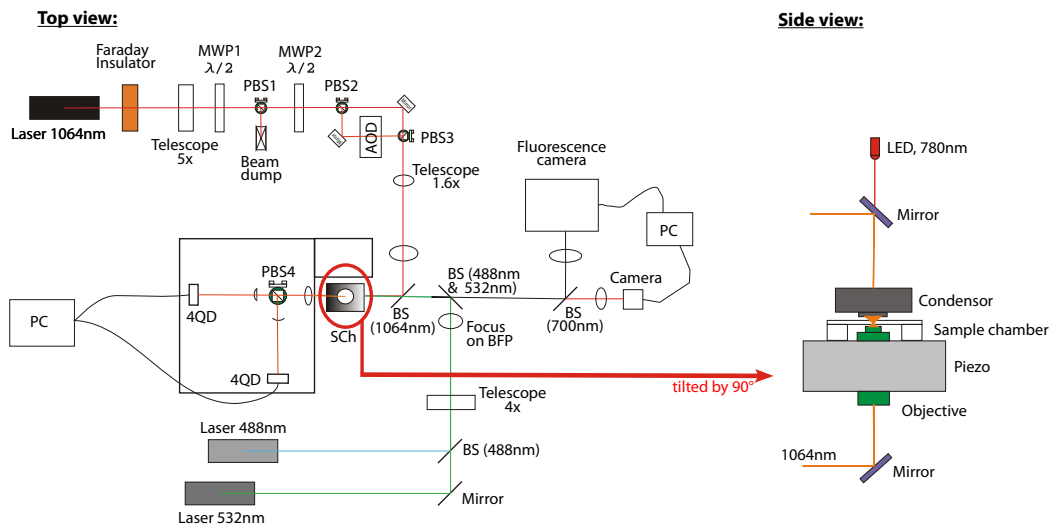 Top view:
Side view:
Faraday
Insulator
MWP1
λ/2
MWP2
λ/2
PBS1
PBS2
Laser 1064nm
Telescope
5x
Beam
dump
AOD
PBS3
Telescope
1.6x
Fluorescence
camera
PC
LED, 780nm
Mirror
PBS4
4QD
PC
SCh
BS
(1064nm)
BS (488nm
& 532nm)
Focus
on BFP
BS
(700nm)
Camera
4QD
Condensor
Sample chamber
Piezo
tilted by 90°
Objective
Telescope
4x
Laser 488nm
BS (488nm)
1064nm
Mirror
Mirror
Laser 532nm